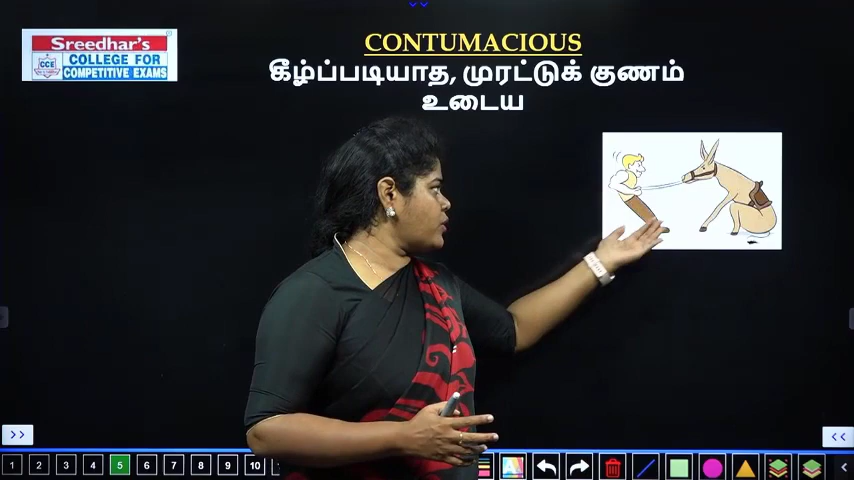 Sreedhar's
CCE
COLLEGE FOR
COMPETITIVE EXAMS
CONTUMACIOUS
கீழ்ப்படியாத, முரட்டுக் குணம்
உடைய
>>
<<
1 2 3 4 5 6 7 8 9 10
A
<